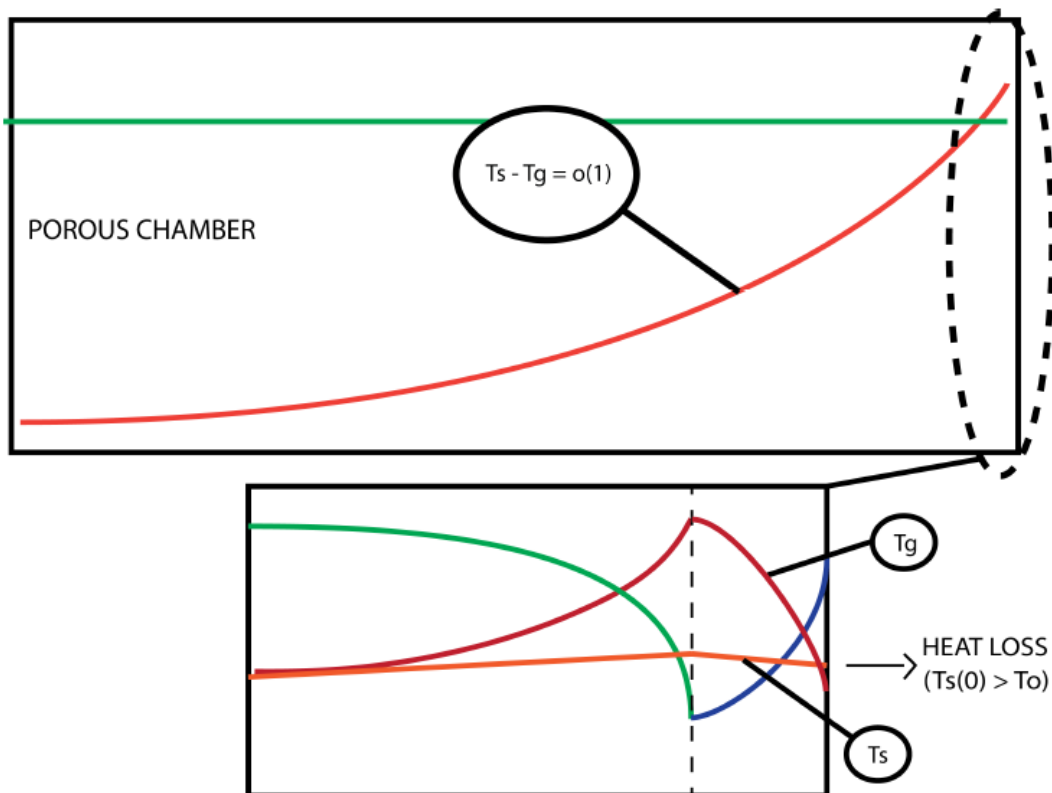 Ts - Tg = o(1)
POROUS CHAMBER
Tg
HEAT LOSS
(Ts(0) > To)
Ts